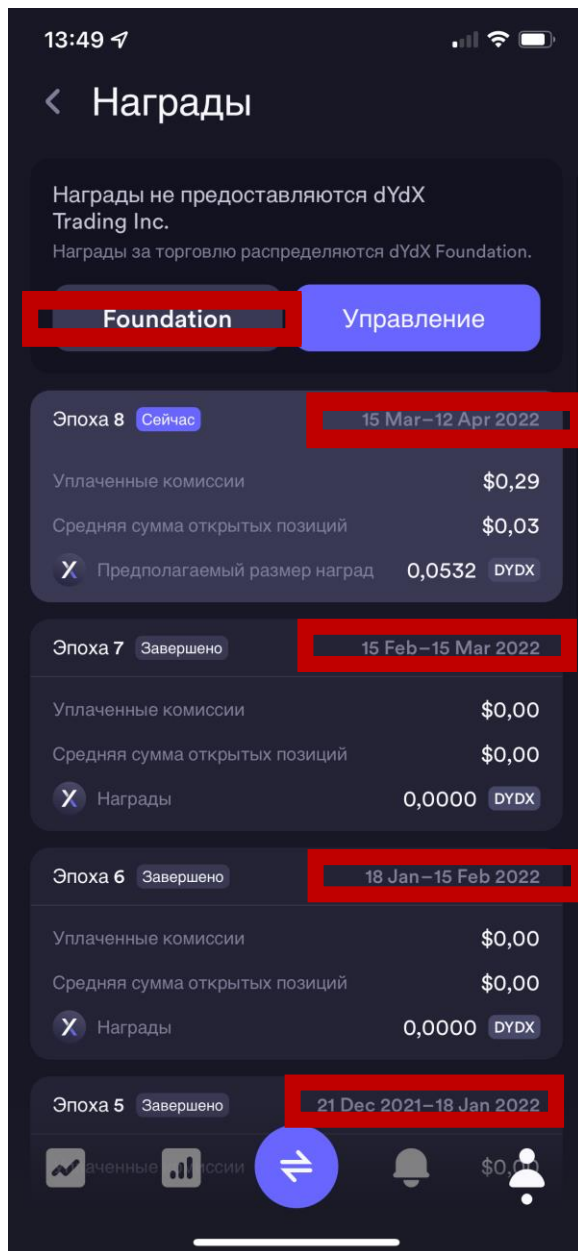 13:49
Награды
Награды не предоставляются dYdX
Trading Inc.
Награды за торговлю распределяются dYdX Foundation.
Foundation
Управление
Эпоха 8 Сейчас 15 Mar–12 Apr 2022
Уплаченные комиссии $0,29
Средняя сумма открытых позиций $0,03
Предполагаемый размер наград 0,0532 DYDX
Эпоха 7 Завершено 15 Feb–15 Mar 2022
Уплаченные комиссии $0,00
Средняя сумма открытых позиций $0,00
Награды 0,0000 DYDX
Эпоха 6 Завершено 18 Jan–15 Feb 2022
Уплаченные комиссии $0,00
Средняя сумма открытых позиций $0,00
Награды 0,0000 DYDX
Эпоха 5 Завершено 21 Dec 2021–18 Jan 2022